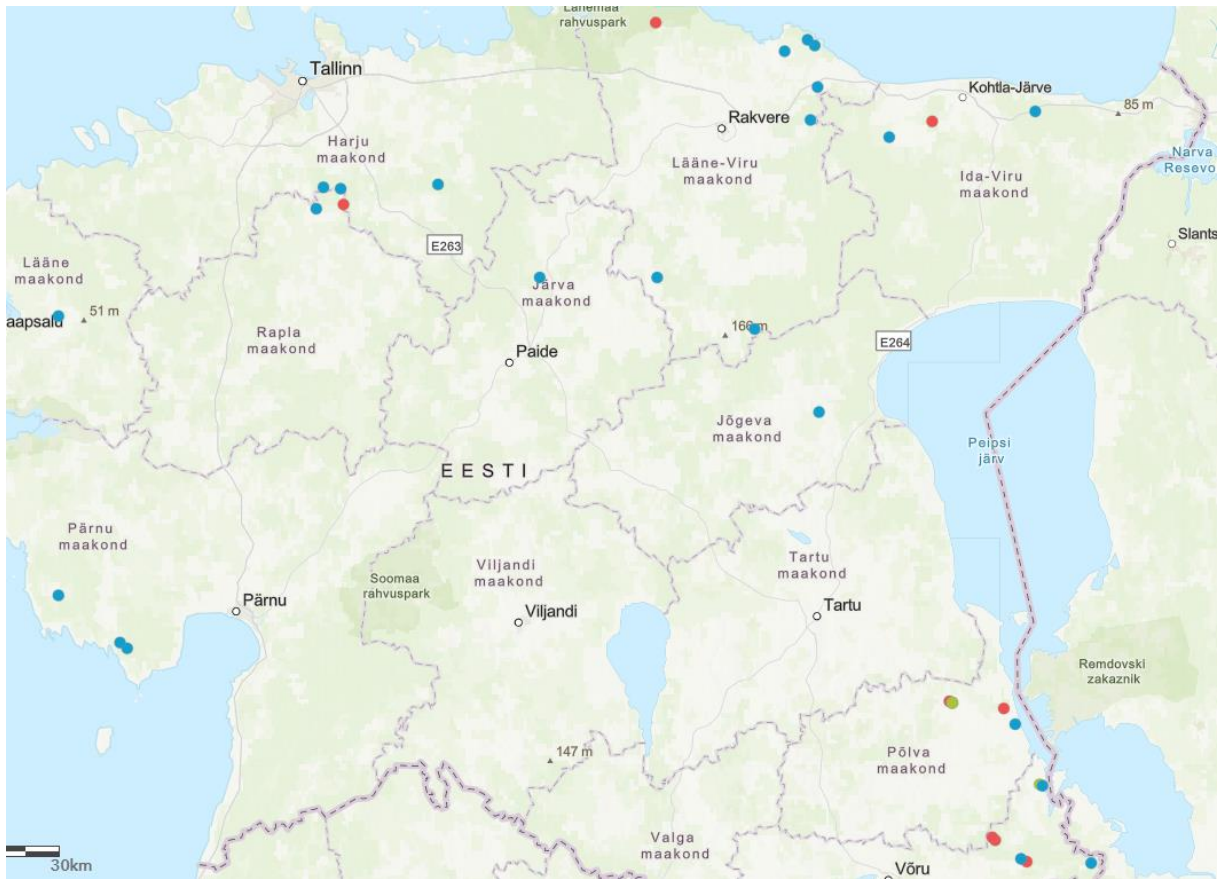 Lahemaa
rahvuspark
Tallinn
Kohtla-Järve
85 m
Rakvere
Harju
maakond
Lääne-Viru
maakond
Narva
Resevo
Ida-Viru
maakond
E263
Slants
Lääne
maakond
Järva
maakond
51 m
aapsalu
Rapla
maakond
166 m
E264
Paide
Jõgeva
maakond
Peipsi
järv
EESTI
Pärnu
maakond
Viljandi
maakond
Tartu
maakond
Soomaa
rahvuspark
Pärnu
Viljandi
Tartu
Remdovski
zakaznik
147 m
Põlva
maakond
Valga
maakond
30km
Võru